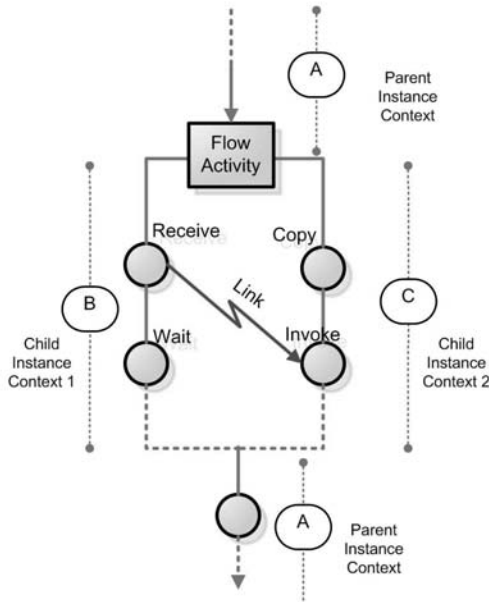 A
Parent
Instance
Context
Flow
Activity
Receive
Copy
Link
B
C
Wait
Invoke
Child
Instance
Context 1
Child
Instance
Context 2
A
Parent
Instance
Context